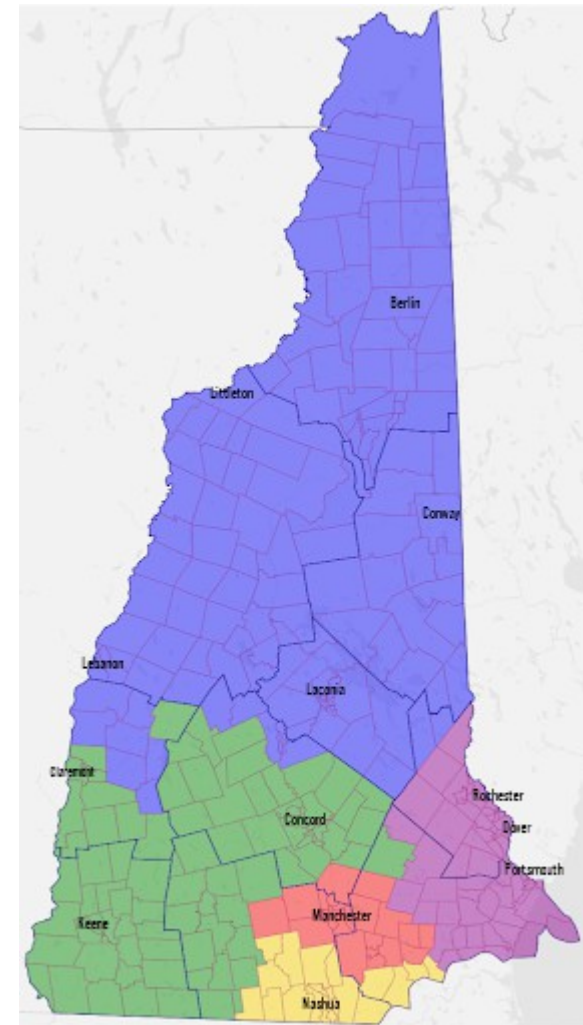 Berlin
Littleton
Conway
Lebanon
Laconia
Claremont
Rochester
Concord
Dover
Portsmouth
Manchester
Keene
Nashua